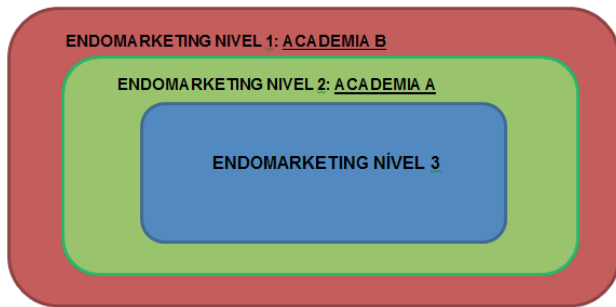 ENDOMARKETING NIVEL 1: ACADEMIA B
ENDOMARKETING NIVEL 2: ACADEMIA A
ENDOMARKETING NÍVEL 3